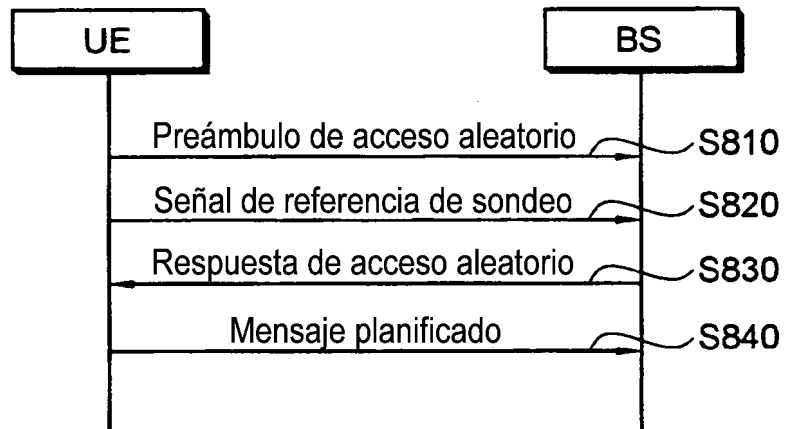 UE
BS
Preámbulo de acceso aleatorio
S810
Señal de referencia de sondeo
S820
Respuesta de acceso aleatorio
S830
Mensaje planificado
S840